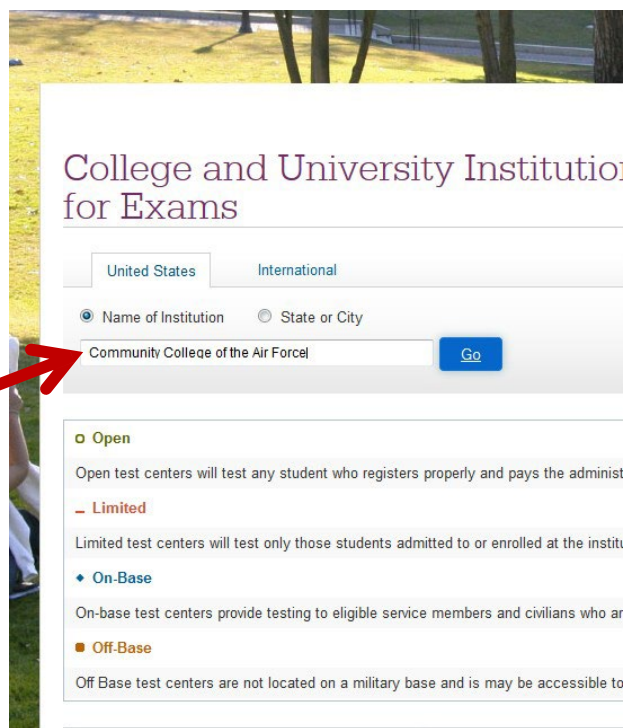 College and University Institution
for Exams
United States International
Name of Institution State or City
Community College of the Air Force
Go
Open
Open test centers will test any student who registers properly and pays the
Limited
Limited test centers will test only those students admitted to or enrolled at the
On-Base
On-base test centers provide testing to eligible service members and civilians who
Off-Base
Off Base test centers are not located on a military base and is may be accessible to